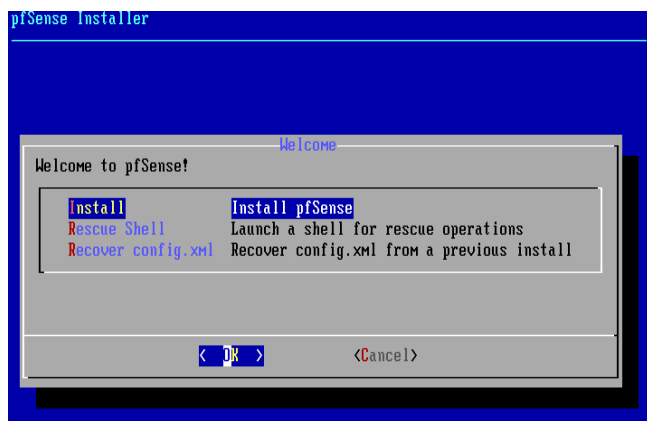 pfSense Installer
Welcome
Welcome to pfSense!
Install Install pfSense
Rescue Shell Launch a shell for rescue operations
Recover config.xml Recover config.xml from a previous install
< OK > <Cancel>